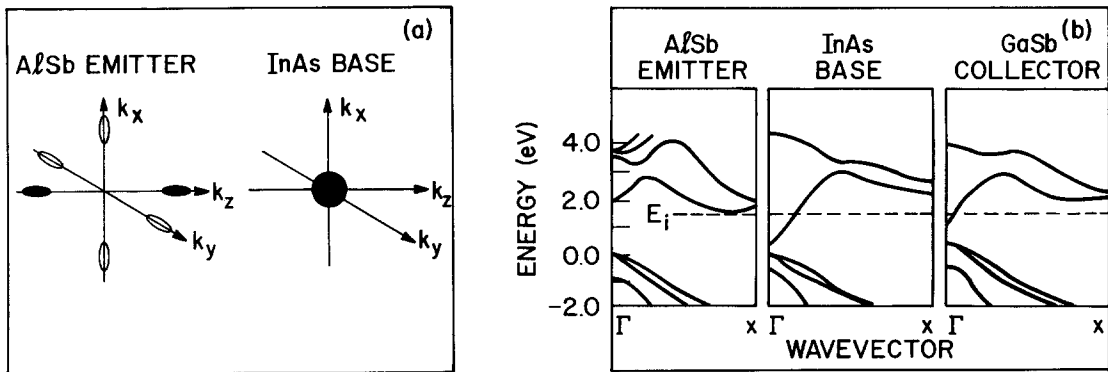 (a)
AℓSb EMITTER
InAs BASE
kx
kz
ky
kx
kz
ky
(b)
AℓSb EMITTER
InAs BASE
GaSb COLLECTOR
ENERGY (eV)
4.0
2.0
Ei
0.0
-2.0
Γ x
Γ x
Γ x
WAVEVECTOR